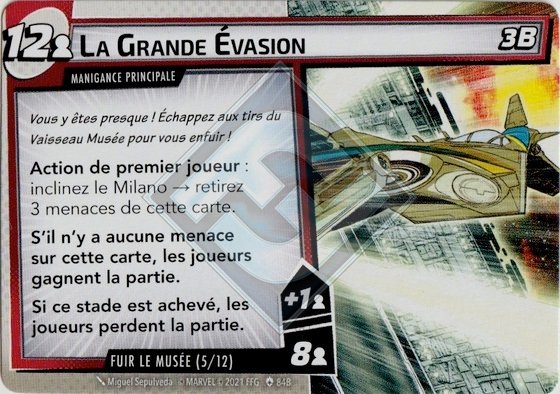 12
LA GRANDE ÉVASION
3B
MANIGANCE PRINCIPALE
Vous y êtes presque ! Échappez aux tirs du
Vaisseau Musée pour vous enfuir !
Action de premier joueur :
inclinez le Milano → retirez
3 menaces de cette carte.
S'il n'y a aucune menace
sur cette carte, les joueurs
gagnent la partie.
Si ce stade est achevé, les
joueurs perdent la partie.
+1
8
FUIR LE MUSÉE (5/12)
Miguel Sepulveda © MARVEL © 2021 FFG 84B